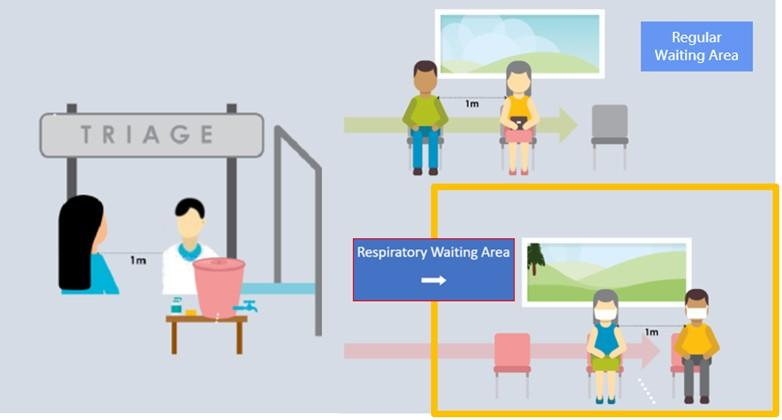 Regular
Waiting Area
1m
TRIAGE
1m
Respiratory Waiting Area
1m